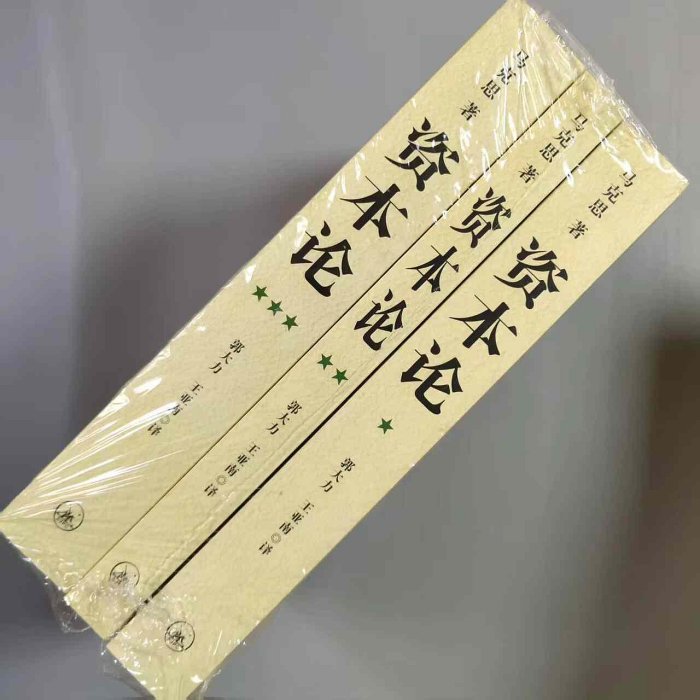 马克思 著
资本论
★★★
郭大力 王亚南◎译
马克思 著
资本论
★★
郭大力 王亚南◎译
马克思 著
资本论
★
郭大力 王亚南◎译